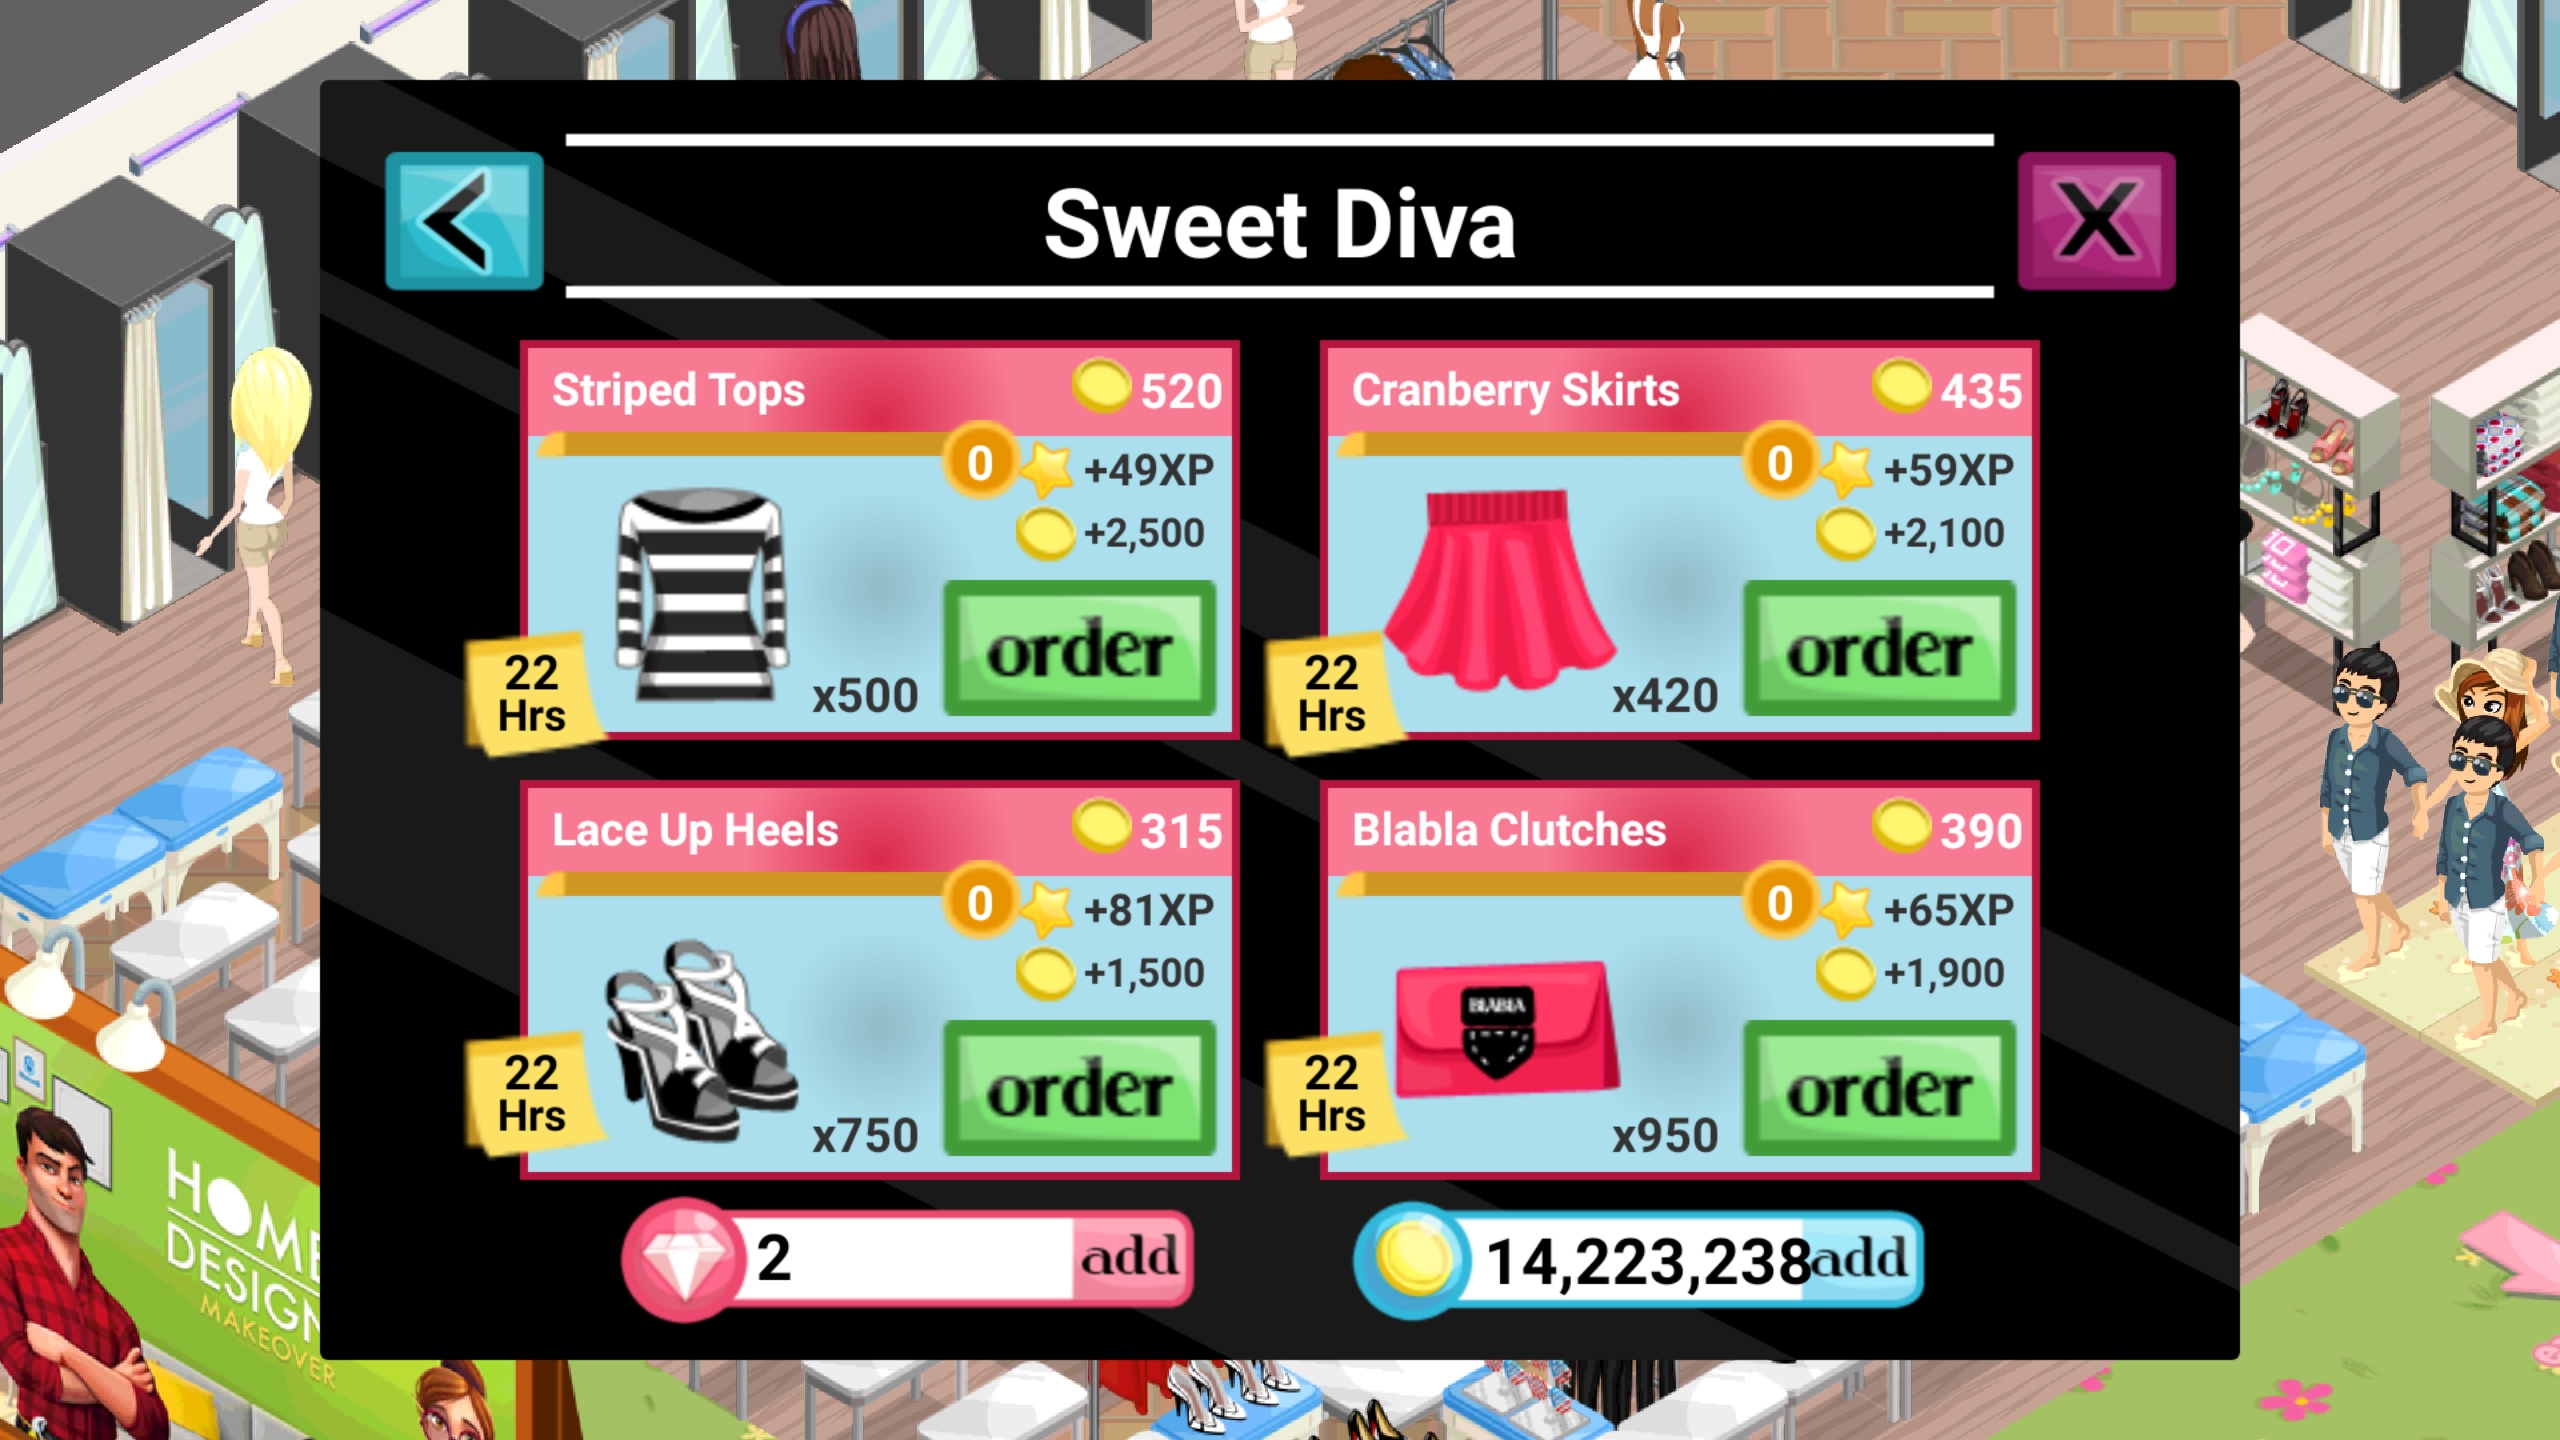 Sweet Diva
Striped Tops 520
0 +49XP
+2,500
22
Hrs
x500
order
Cranberry Skirts 435
0 +59XP
+2,100
22
Hrs
x420
order
Lace Up Heels 315
0 +81XP
+1,500
22
Hrs
x750
order
Blabla Clutches 390
0 +65XP
+1,900
BLABLA
22
Hrs
x950
order
2 add
14,223,238 add
HOME
DESIGN
MAKEOVER